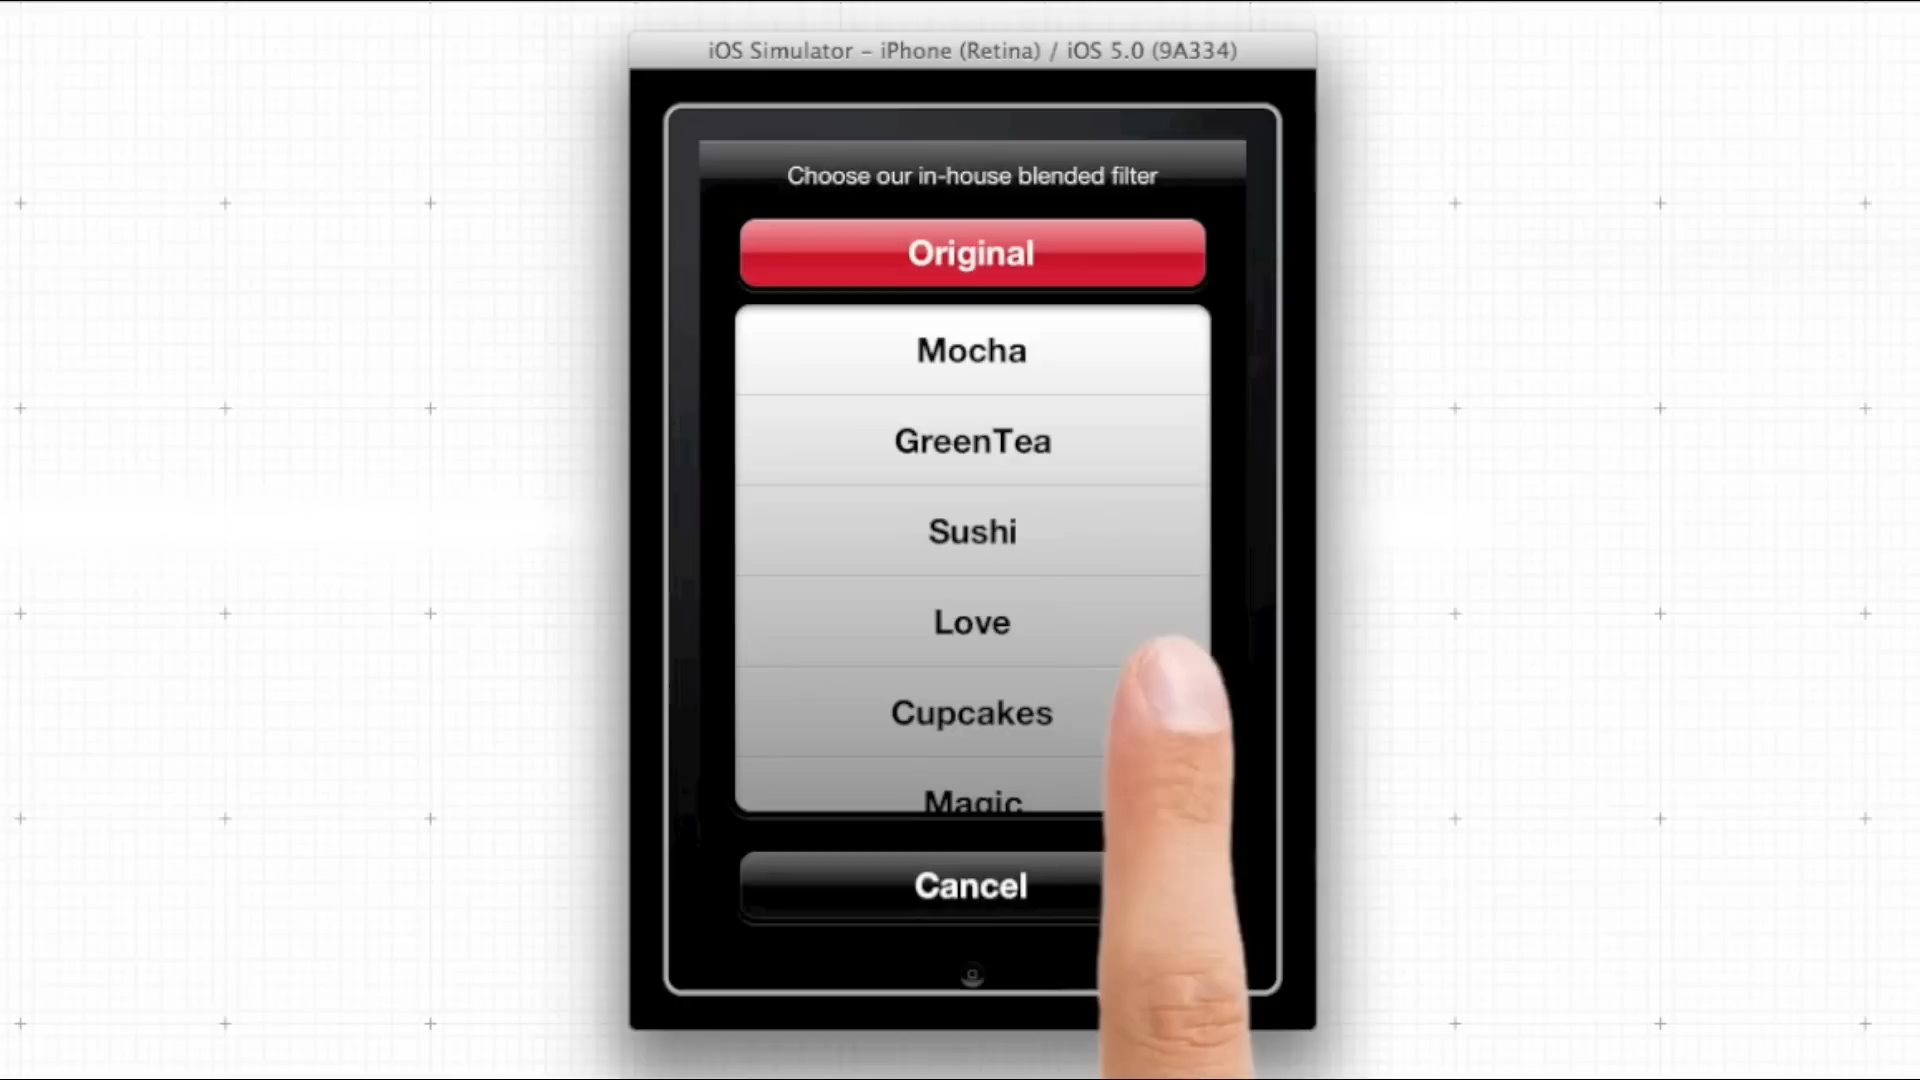 iOS Simulator – iPhone (Retina) / iOS 5.0 (9A334)
Choose our in-house blended filter
Original
Mocha
GreenTea
Sushi
Love
Cupcakes
Magic
Cancel